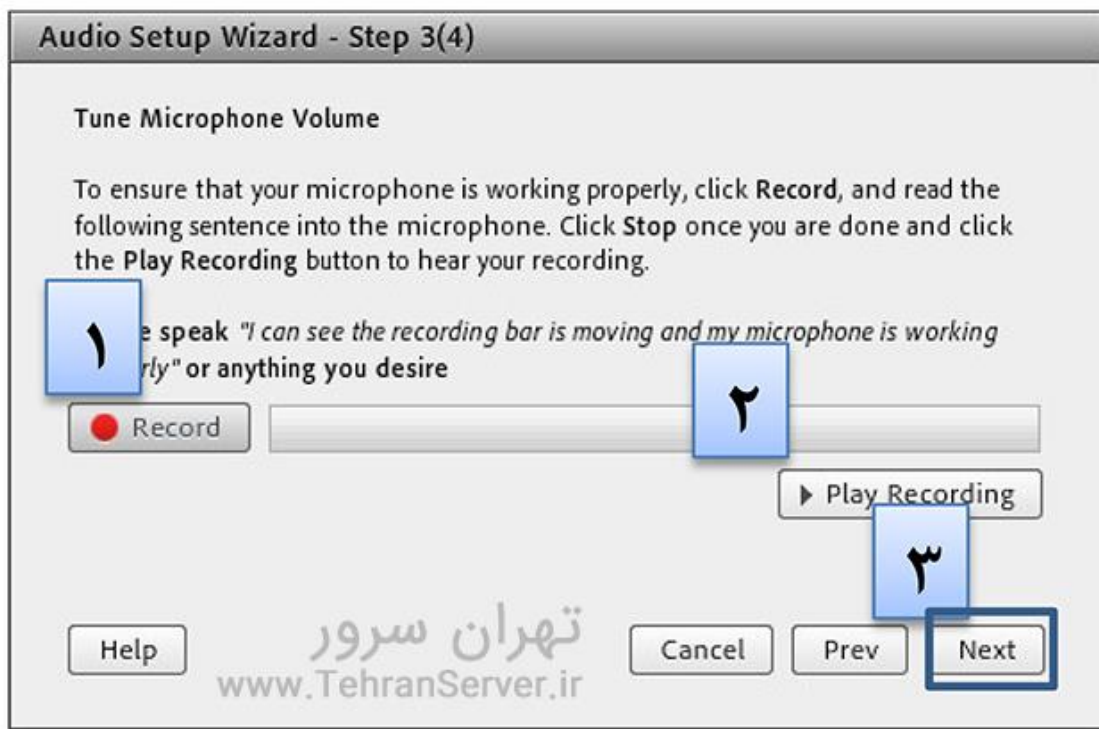 Audio Setup Wizard - Step 3(4)
Tune Microphone Volume
To ensure that your microphone is working properly, click Record, and read the
following sentence into the microphone. Click Stop once you are done and click
the Play Recording button to hear your recording.
۱
speak "I can see the recording bar is moving and my microphone is working
or anything you desire
۲
Record
Play Recording
۳
تهران سرور
www.TehranServer.ir
Help
Cancel
Prev
Next